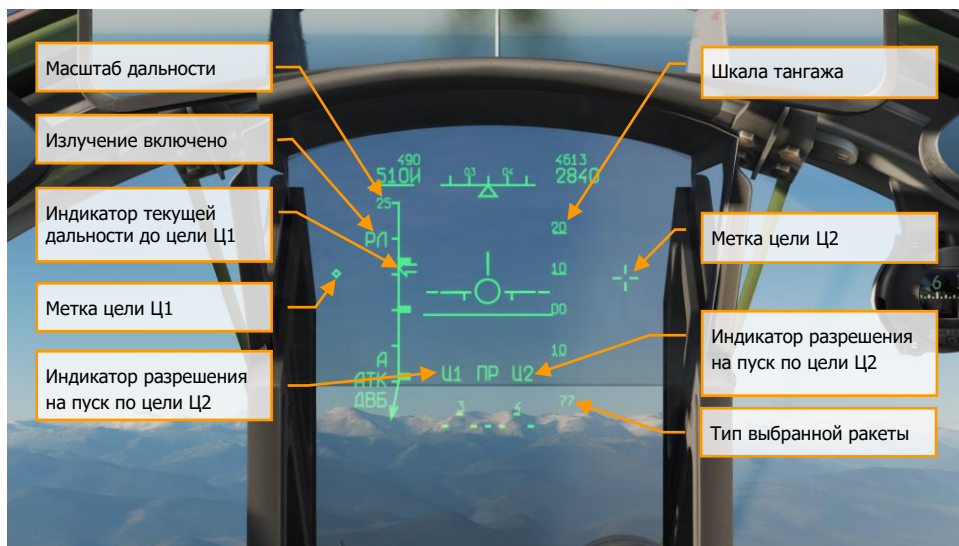 Масштаб дальности
Излучение включено
Индикатор текущей
дальности до цели Ц1
Метка цели Ц1
Индикатор разрешения
на пуск по цели Ц2
Шкала тангажа
Метка цели Ц2
Индикатор разрешения
на пуск по цели Ц2
Тип выбранной ракеты
490
510И
03 04
4613
2840
25
РЛ
20
10
00
10
А
АТК
ДВБ
Ц1 ПР Ц2
77
3